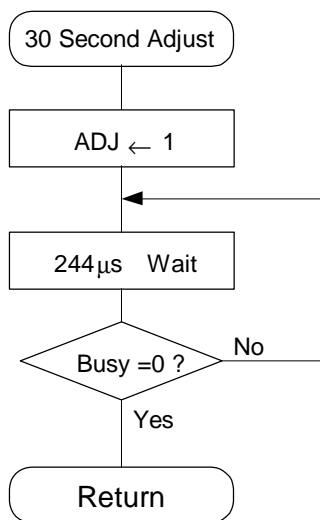 30 Second Adjust
ADJ ← 1
244μs Wait
Busy =0 ?
No
Yes
Return